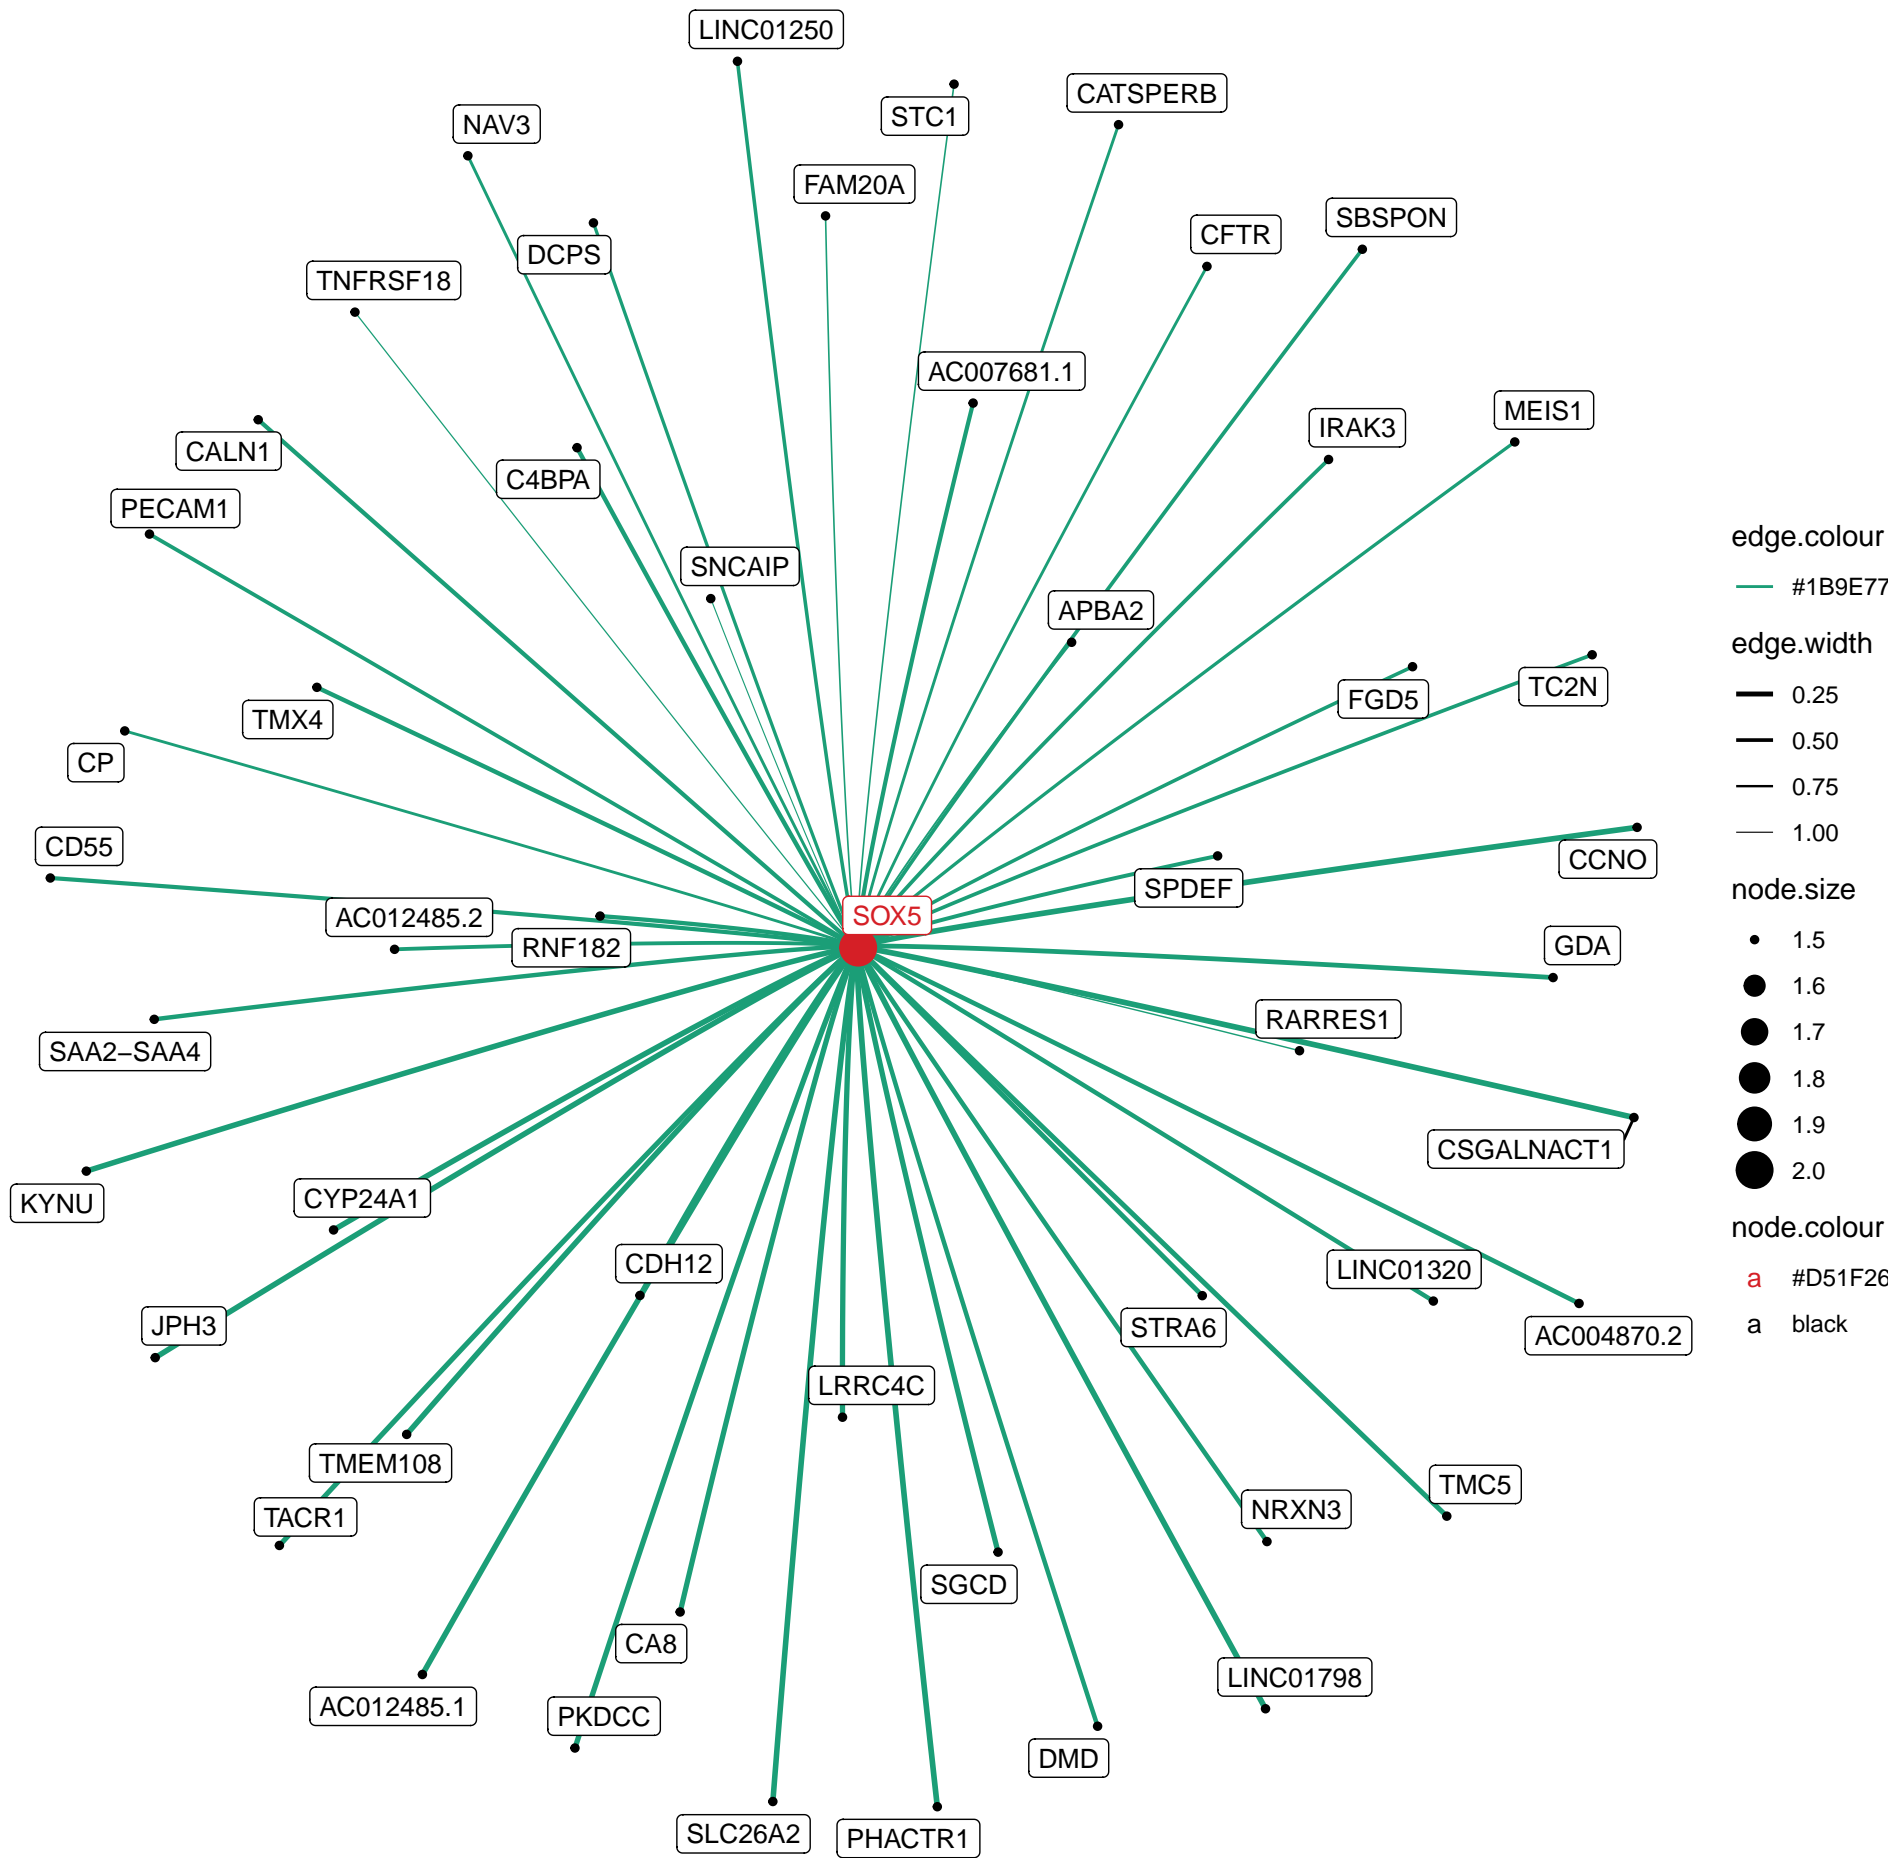 LINC01250
STC1
CATSPERB
NAV3
FAM20A
SBSPON
CFTR
DCPS
TNFRSF18
AC007681.1
MEIS1
IRAK3
CALN1
C4BPA
PECAM1
SNCAIP
APBA2
TC2N
FGD5
TMX4
CP
CD55
CCNO
SPDEF
AC012485.2
SOX5
RNF182
GDA
RARRES1
SAA2–SAA4
CSGALNACT1
KYNU
CYP24A1
CDH12
LINC01320
JPH3
STRA6
AC004870.2
LRRC4C
TMEM108
TMC5
TACR1
NRXN3
SGCD
CA8
LINC01798
AC012485.1
PKDCC
DMD
SLC26A2
PHACTR1
edge.colour
#1B9E77
edge.width
0.25
0.50
0.75
1.00
node.size
1.5
1.6
1.7
1.8
1.9
2.0
node.colour
a #D51F26
a black